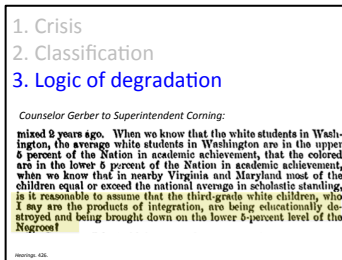 1. Crisis
2. Classification
3. Logic of degradation
Counselor Gerber to Superintendent Corning:
mixed 2 years ago. When we know that the white students in Wash-
ington, the average white students in Washington are in the upper
5 percent of the Nation in academic achievement, that the colored
are in the lower 5 percent of the Nation in academic achievement,
when we know that in nearby Virginia and Maryland most of the
children equal or exceed the national average in scholastic standing,
is it reasonable to assume that the third-grade white children, who
I say are the products of integration, are being educationally de-
stroyed and being brought down on the lower 5-percent level of the
Negroes?
Hearings. 426.